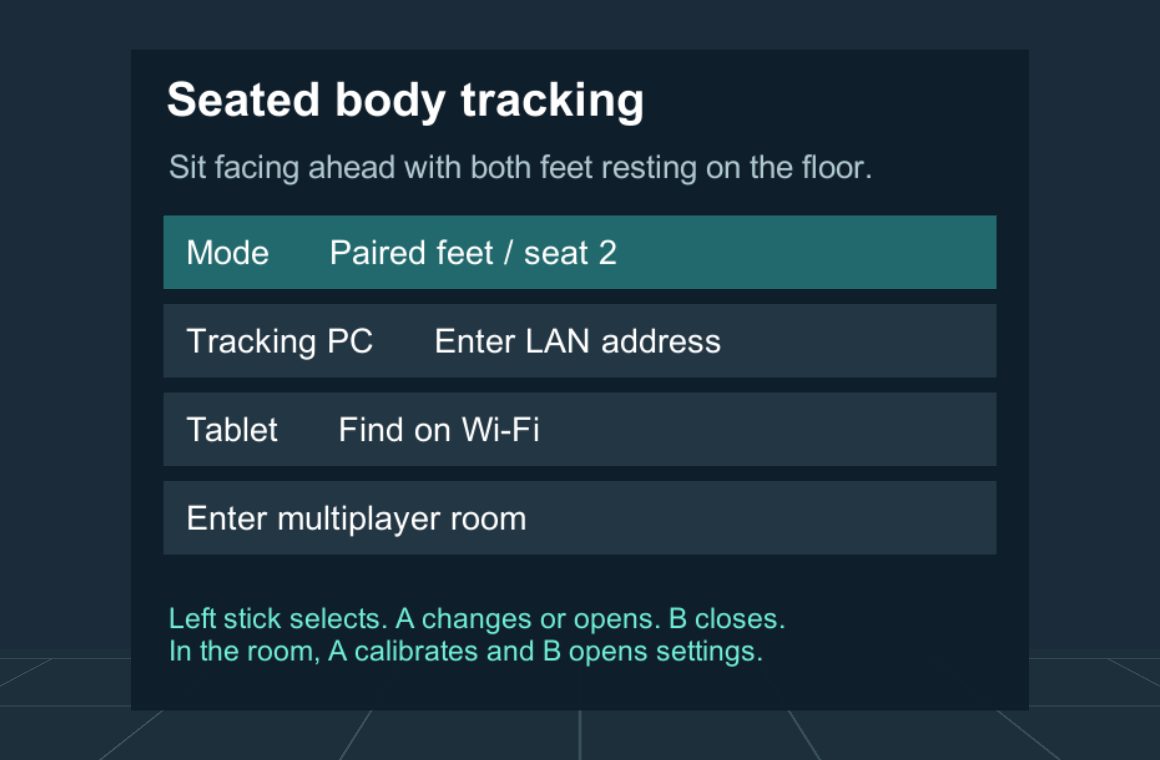 Seated body tracking
Sit facing ahead with both feet resting on the floor.
Mode Paired feet / seat 2
Tracking PC Enter LAN address
Tablet Find on Wi-Fi
Enter multiplayer room
Left stick selects. A changes or opens. B closes.
In the room, A calibrates and B opens settings.